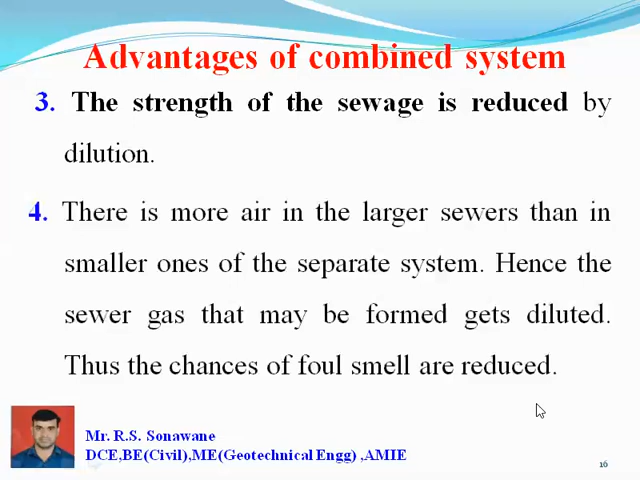 Advantages of combined system
3. The strength of the sewage is reduced by
dilution.
4. There is more air in the larger sewers than in
smaller ones of the separate system. Hence the
sewer gas that may be formed gets diluted.
Thus the chances of foul smell are reduced.
Mr. R.S. Sonawane
DCE,BE(Civil),ME(Geotechnical Engg) ,AMIE
16